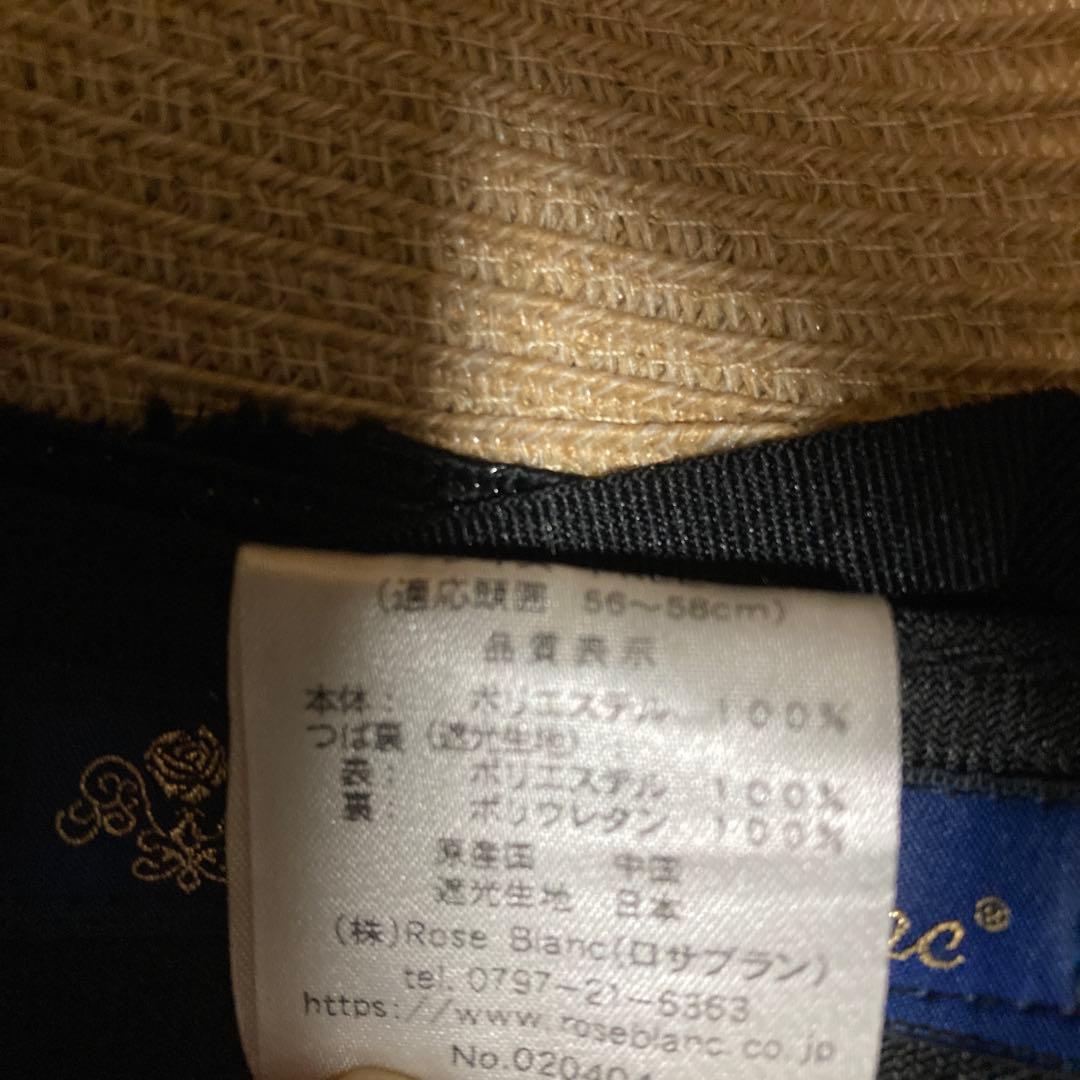 (適応頭囲 56～58cm)
品質表示
本体： ポリエステル 100%
つば裏（遮光生地）
表： ポリエステル 100%
裏： ポリウレタン 100%
原産国 中国
遮光生地 日本
(株)Rose Blanc(ロサブラン)
tel. 0797-21-6363
https://www.roseblanc.co.jp
No.020404
®